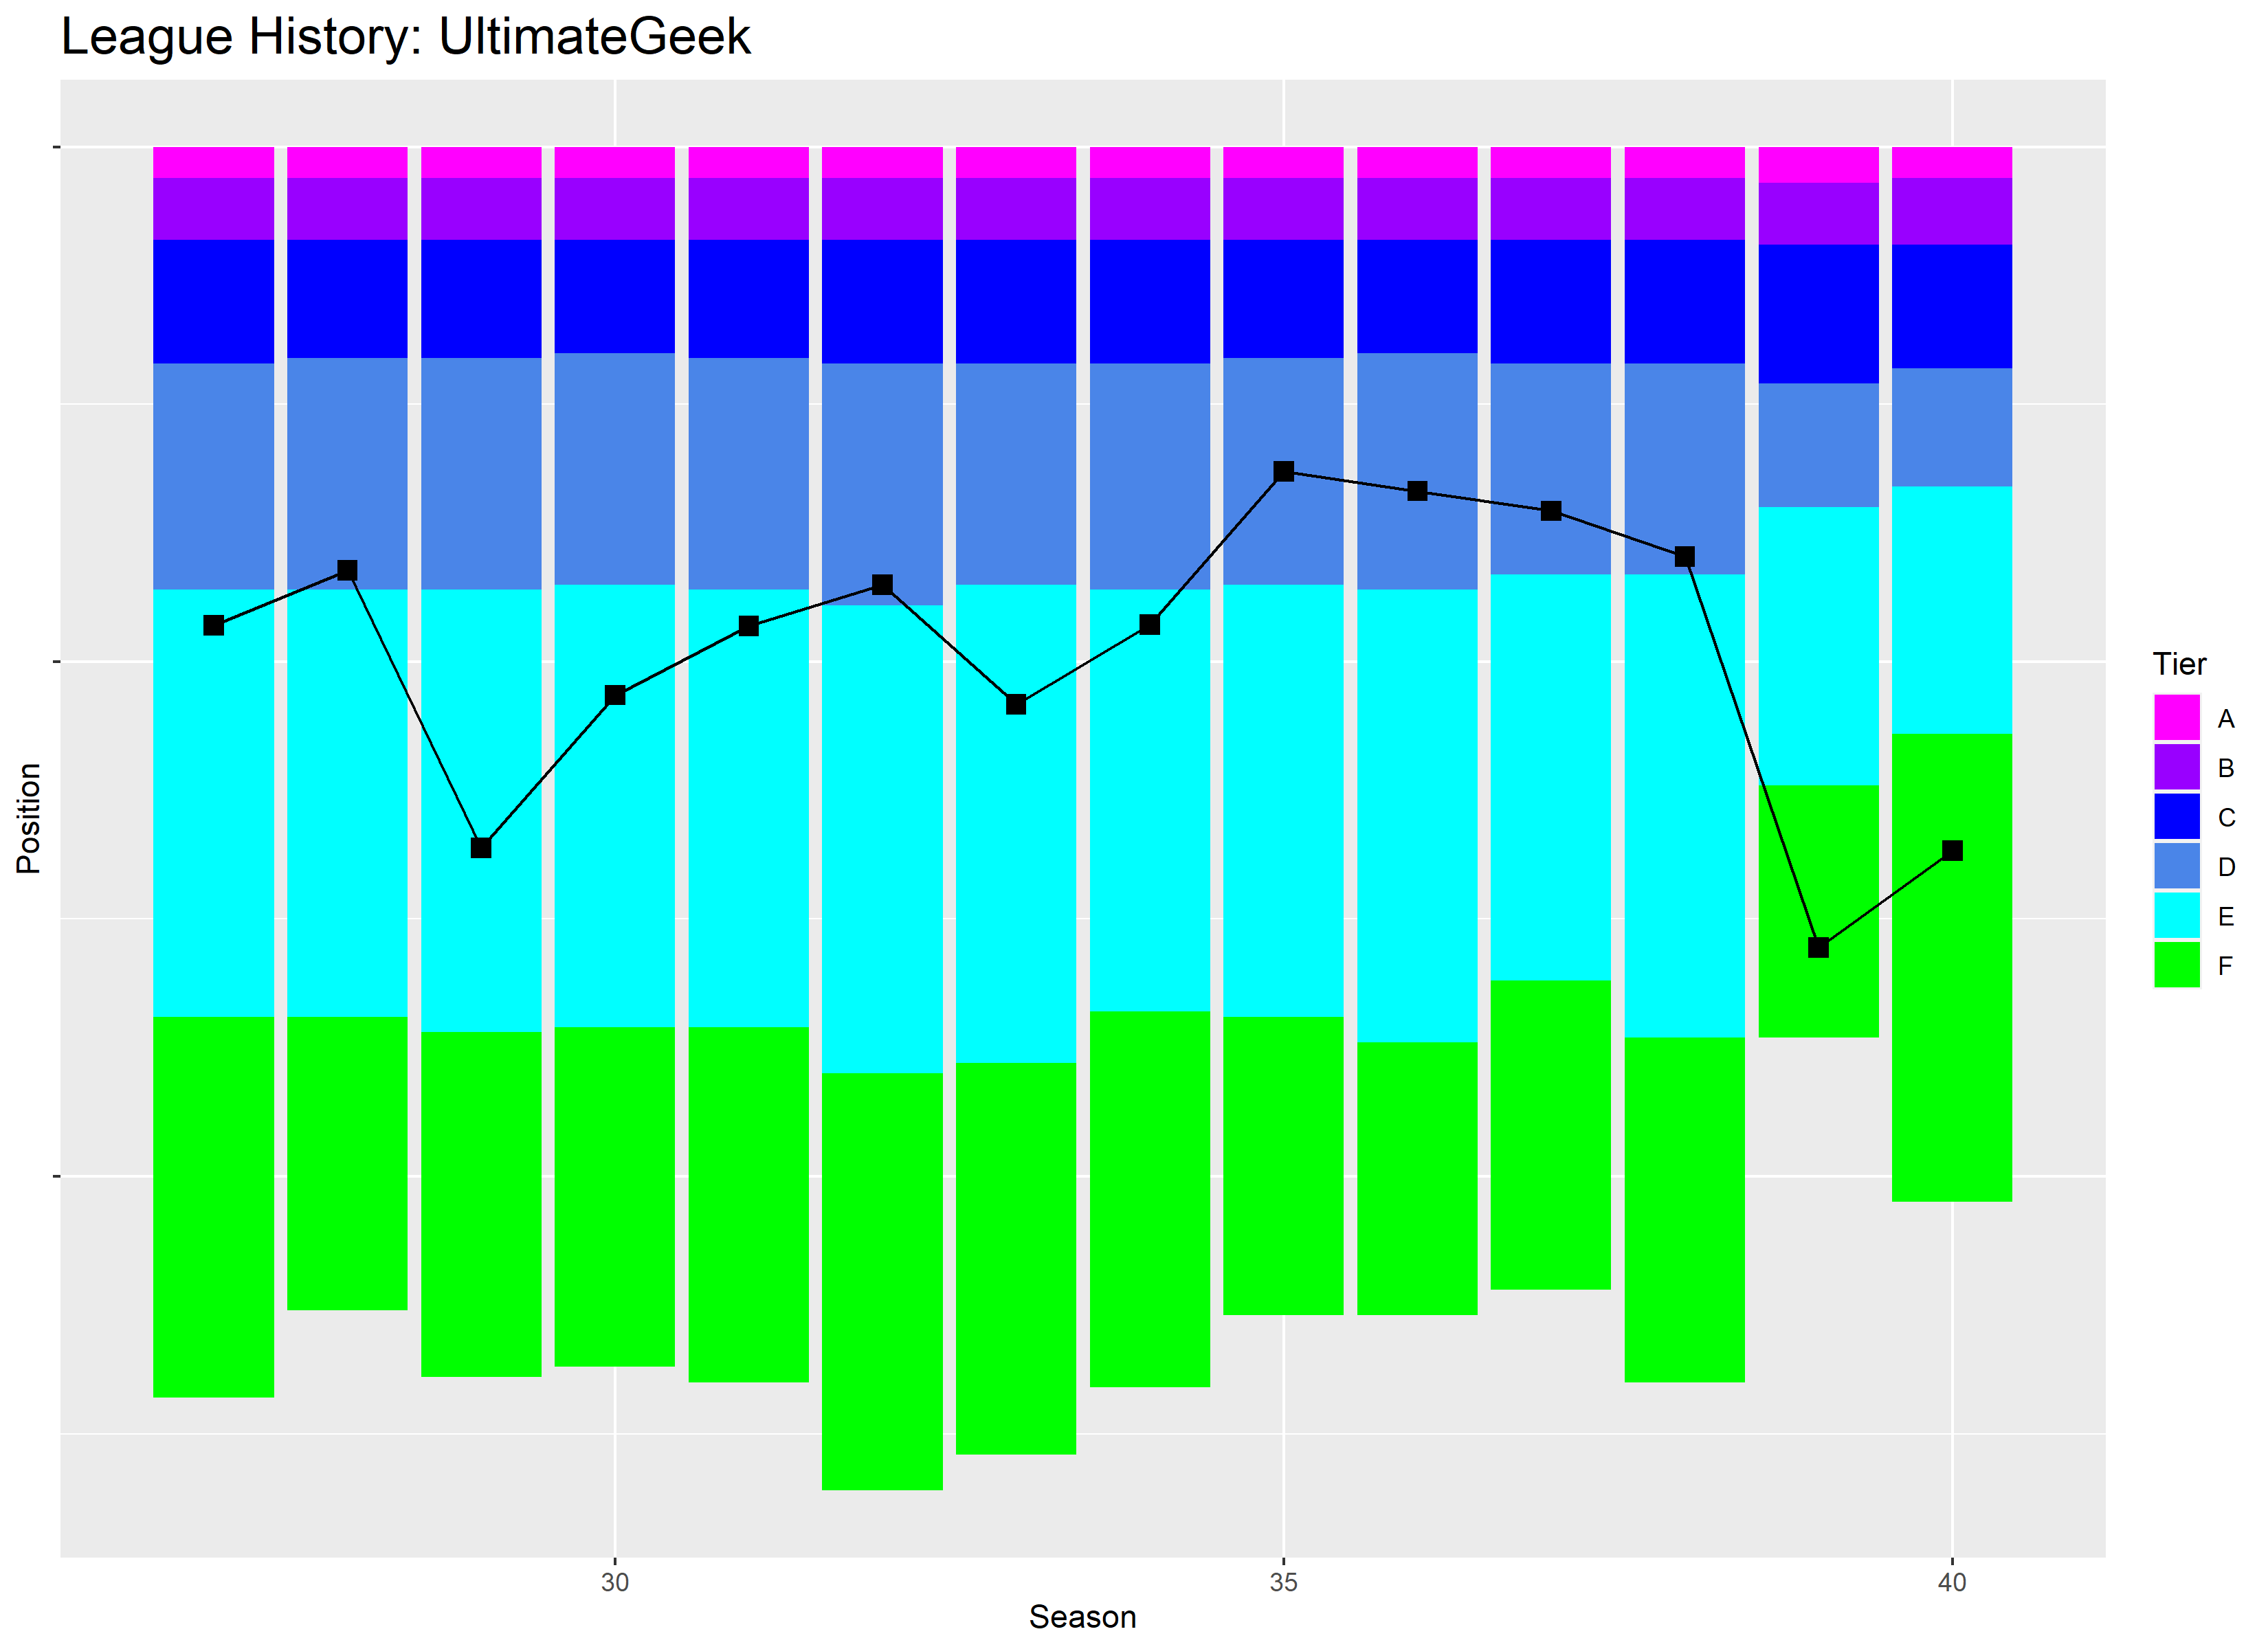 League History: UltimateGeek
Position
30
35
40
Season
Tier
A
B
C
D
E
F